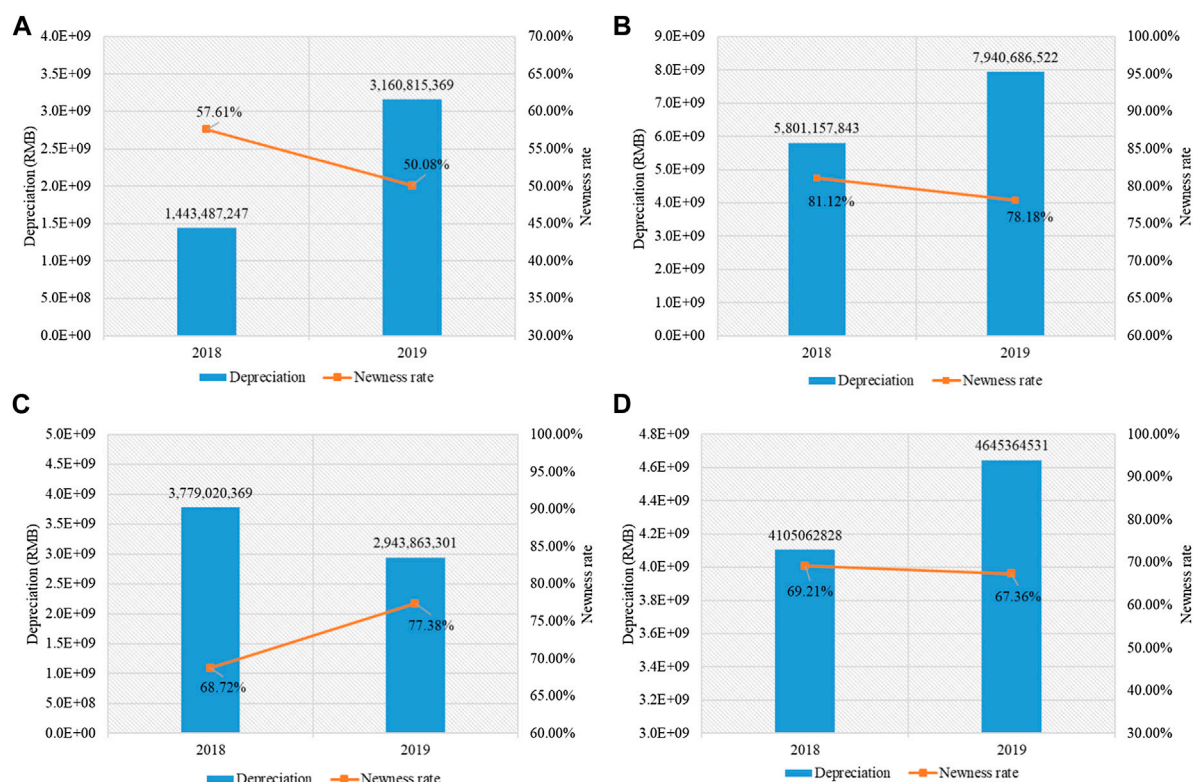 A
4.0E+09
3.5E+09
3.0E+09
2.5E+09
2.0E+09
1.5E+09
1.0E+09
5.0E+08
0.0E+00
Depreciation (RMB)
57.61%
1,443,487,247
3,160,815,369
50.08%
70.00%
65.00%
60.00%
55.00%
50.00%
45.00%
40.00%
35.00%
30.00%
Newness rate
2018 2019
Depreciation Newness rate
B
9.0E+09
8.0E+09
7.0E+09
6.0E+09
5.0E+09
4.0E+09
3.0E+09
2.0E+09
1.0E+09
0.0E+00
Depreciation (RMB)
5,801,157,843
81.12%
7,940,686,522
78.18%
100.00%
95.00%
90.00%
85.00%
80.00%
75.00%
70.00%
65.00%
60.00%
Newness rate
2018 2019
Depreciation Newness rate
C
5.0E+09
4.5E+09
4.0E+09
3.5E+09
3.0E+09
2.5E+09
2.0E+09
1.5E+09
1.0E+09
5.0E+08
0.0E+00
Depreciation (RMB)
3,779,020,369
68.72%
2,943,863,301
77.38%
100.00%
95.00%
90.00%
85.00%
80.00%
75.00%
70.00%
65.00%
60.00%
Newness rate
2018 2019
Depreciation Newness rate
D
4.8E+09
4.6E+09
4.4E+09
4.2E+09
4.0E+09
3.8E+09
3.6E+09
3.4E+09
3.2E+09
3.0E+09
Depreciation (RMB)
4105062828
69.21%
4645364531
67.36%
100.00%
90.00%
80.00%
70.00%
60.00%
50.00%
40.00%
30.00%
Newness rate
2018 2019
Depreciation Newness rate